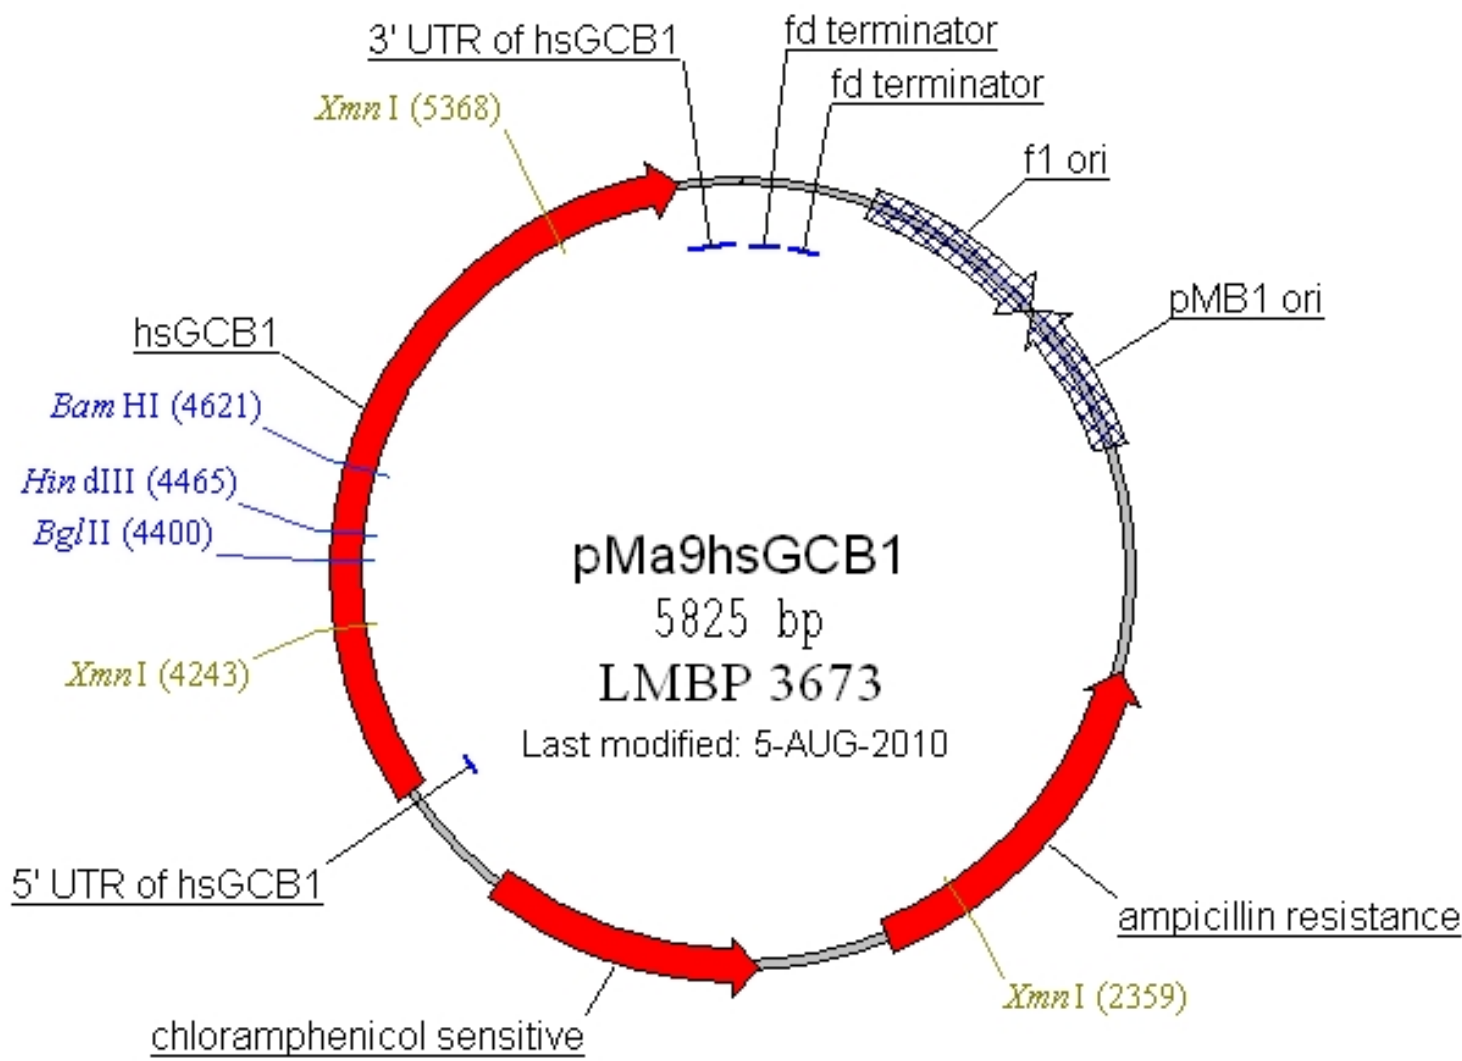 3' UTR of hsGCB1
fd terminator
fd terminator
XmnI (5368)
f1 ori
pMB1 ori
hsGCB1
BamHI (4621)
HindIII (4465)
BglII (4400)
pMa9hsGCB1
5825 bp
LMBP 3673
Last modified: 5-AUG-2010
XmnI (4243)
5' UTR of hsGCB1
ampicillin resistance
XmnI (2359)
chloramphenicol sensitive